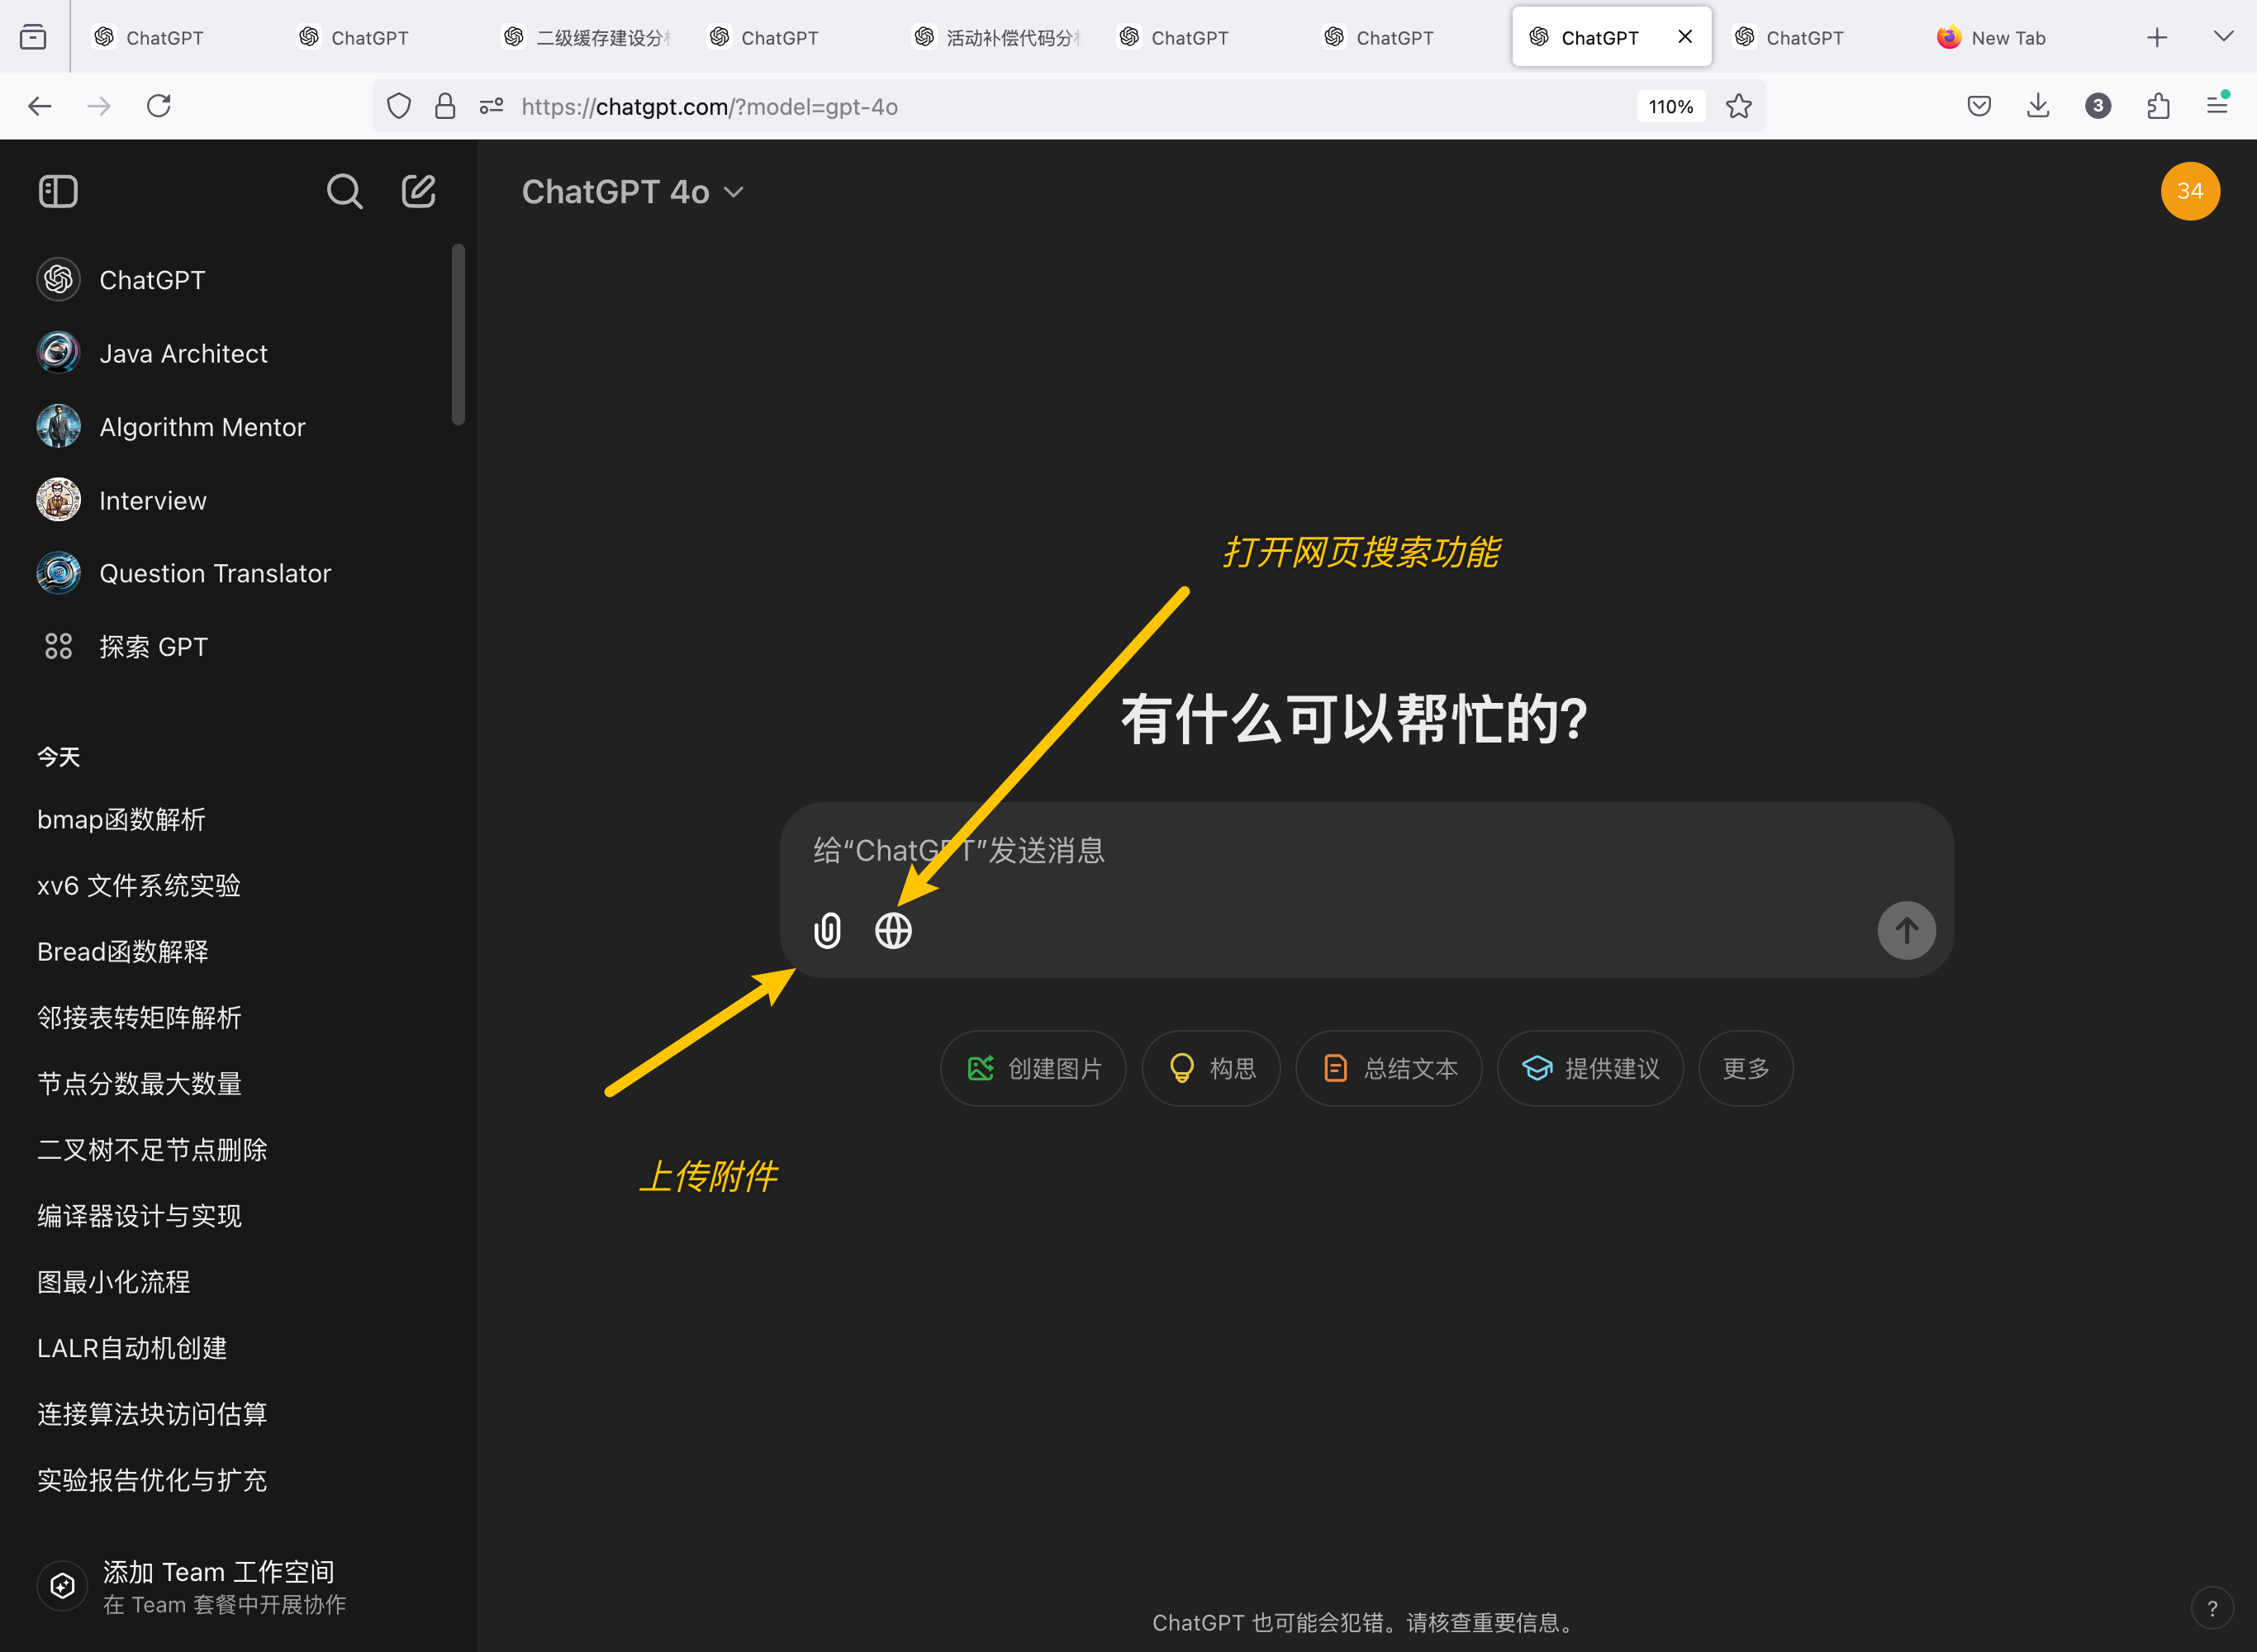 ChatGPT
ChatGPT
二级缓存建设分
ChatGPT
活动补偿代码分
ChatGPT
ChatGPT
ChatGPT
ChatGPT
New Tab
https://chatgpt.com/?model=gpt-4o
110%
3
ChatGPT 4o
34
ChatGPT
Java Architect
Algorithm Mentor
Interview
Question Translator
探索 GPT
今天
bmap函数解析
xv6 文件系统实验
Bread函数解释
邻接表转矩阵解析
节点分数最大数量
二叉树不足节点删除
编译器设计与实现
图最小化流程
LALR自动机创建
连接算法块访问估算
实验报告优化与扩充
添加 Team 工作空间
在 Team 套餐中开展协作
打开网页搜索功能
有什么可以帮忙的?
给“ChatGPT”发送消息
创建图片
构思
总结文本
提供建议
更多
上传附件
ChatGPT 也可能会犯错。请核查重要信息。
?